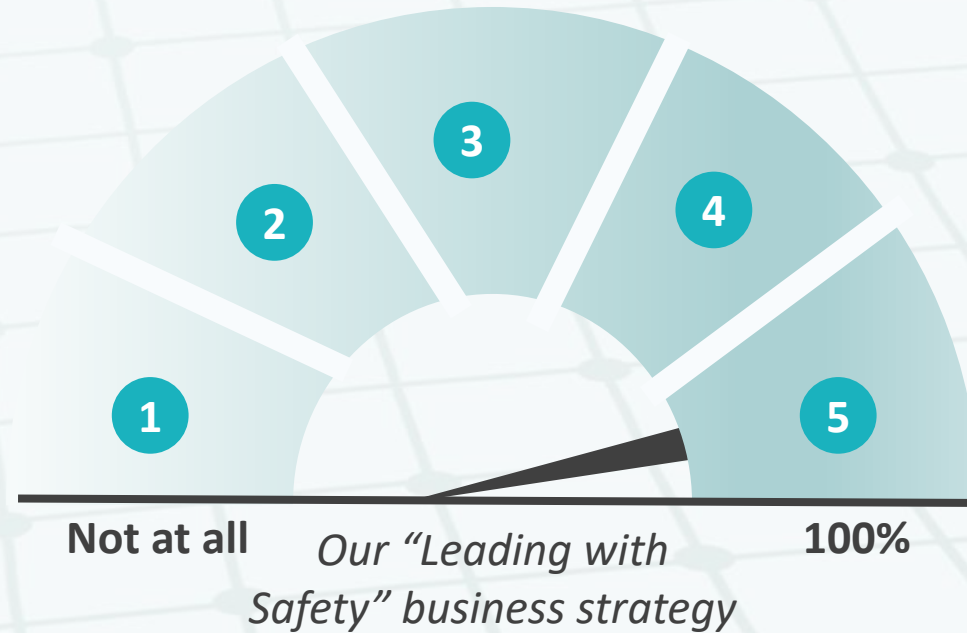 1
2
3
4
5
Not at all
Our “Leading with
Safety” business strategy
100%